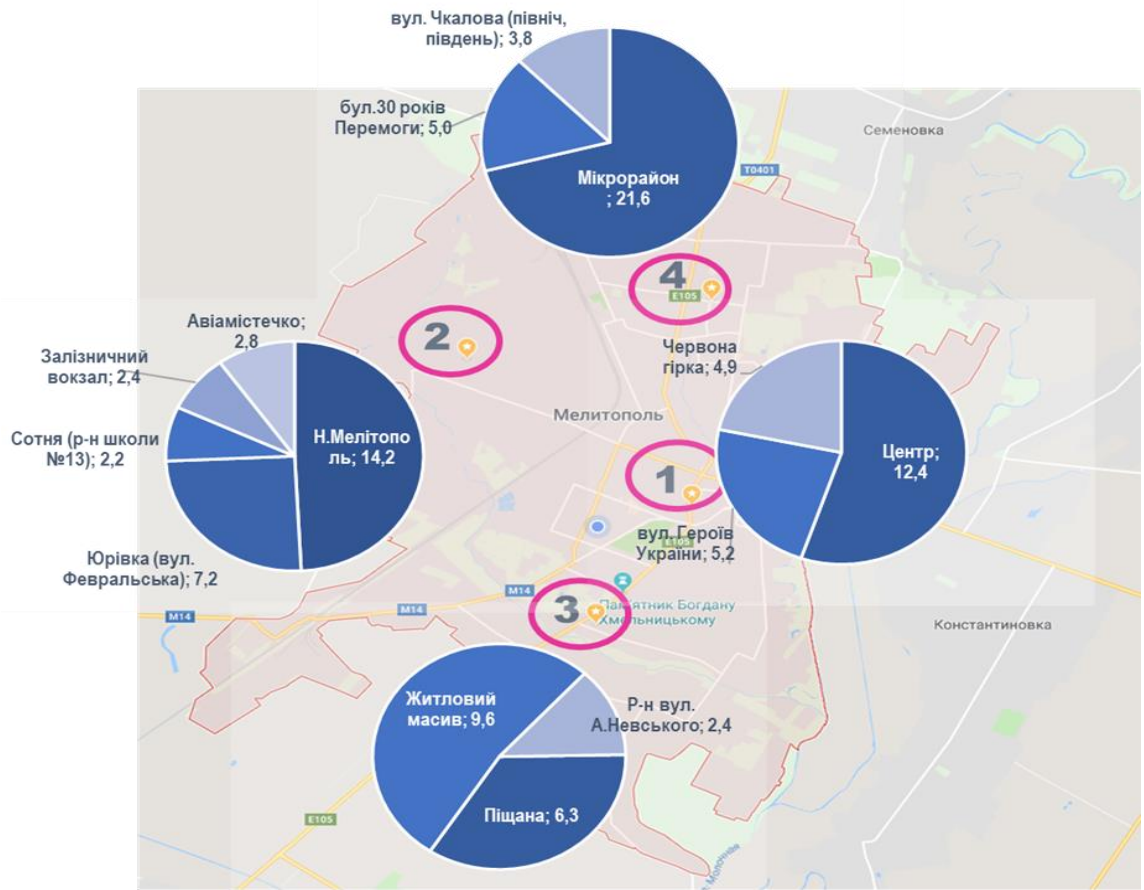 вул. Чкалова (північ,
південь); 3,8
бул.30 років
Перемоги; 5,0
Мікрорайон
; 21,6
Семеновка
T0401
4
E105
2
Авіамістечко;
2,8
Залізничний
вокзал; 2,4
Сотня (р-н школи
№13); 2,2
Н.Мелітопо
ль; 14,2
Юрівка (вул.
Февральська); 7,2
Червона
гірка; 4,9
Мелитополь
Центр;
12,4
1
вул. Героїв
України; 5,2
E105
M14
M14
3
Пам'ятник Богдану
Хмельницькому
Константиновка
Житловий
масив; 9,6
Р-н вул.
А.Невського; 2,4
Піщана; 6,3
E105